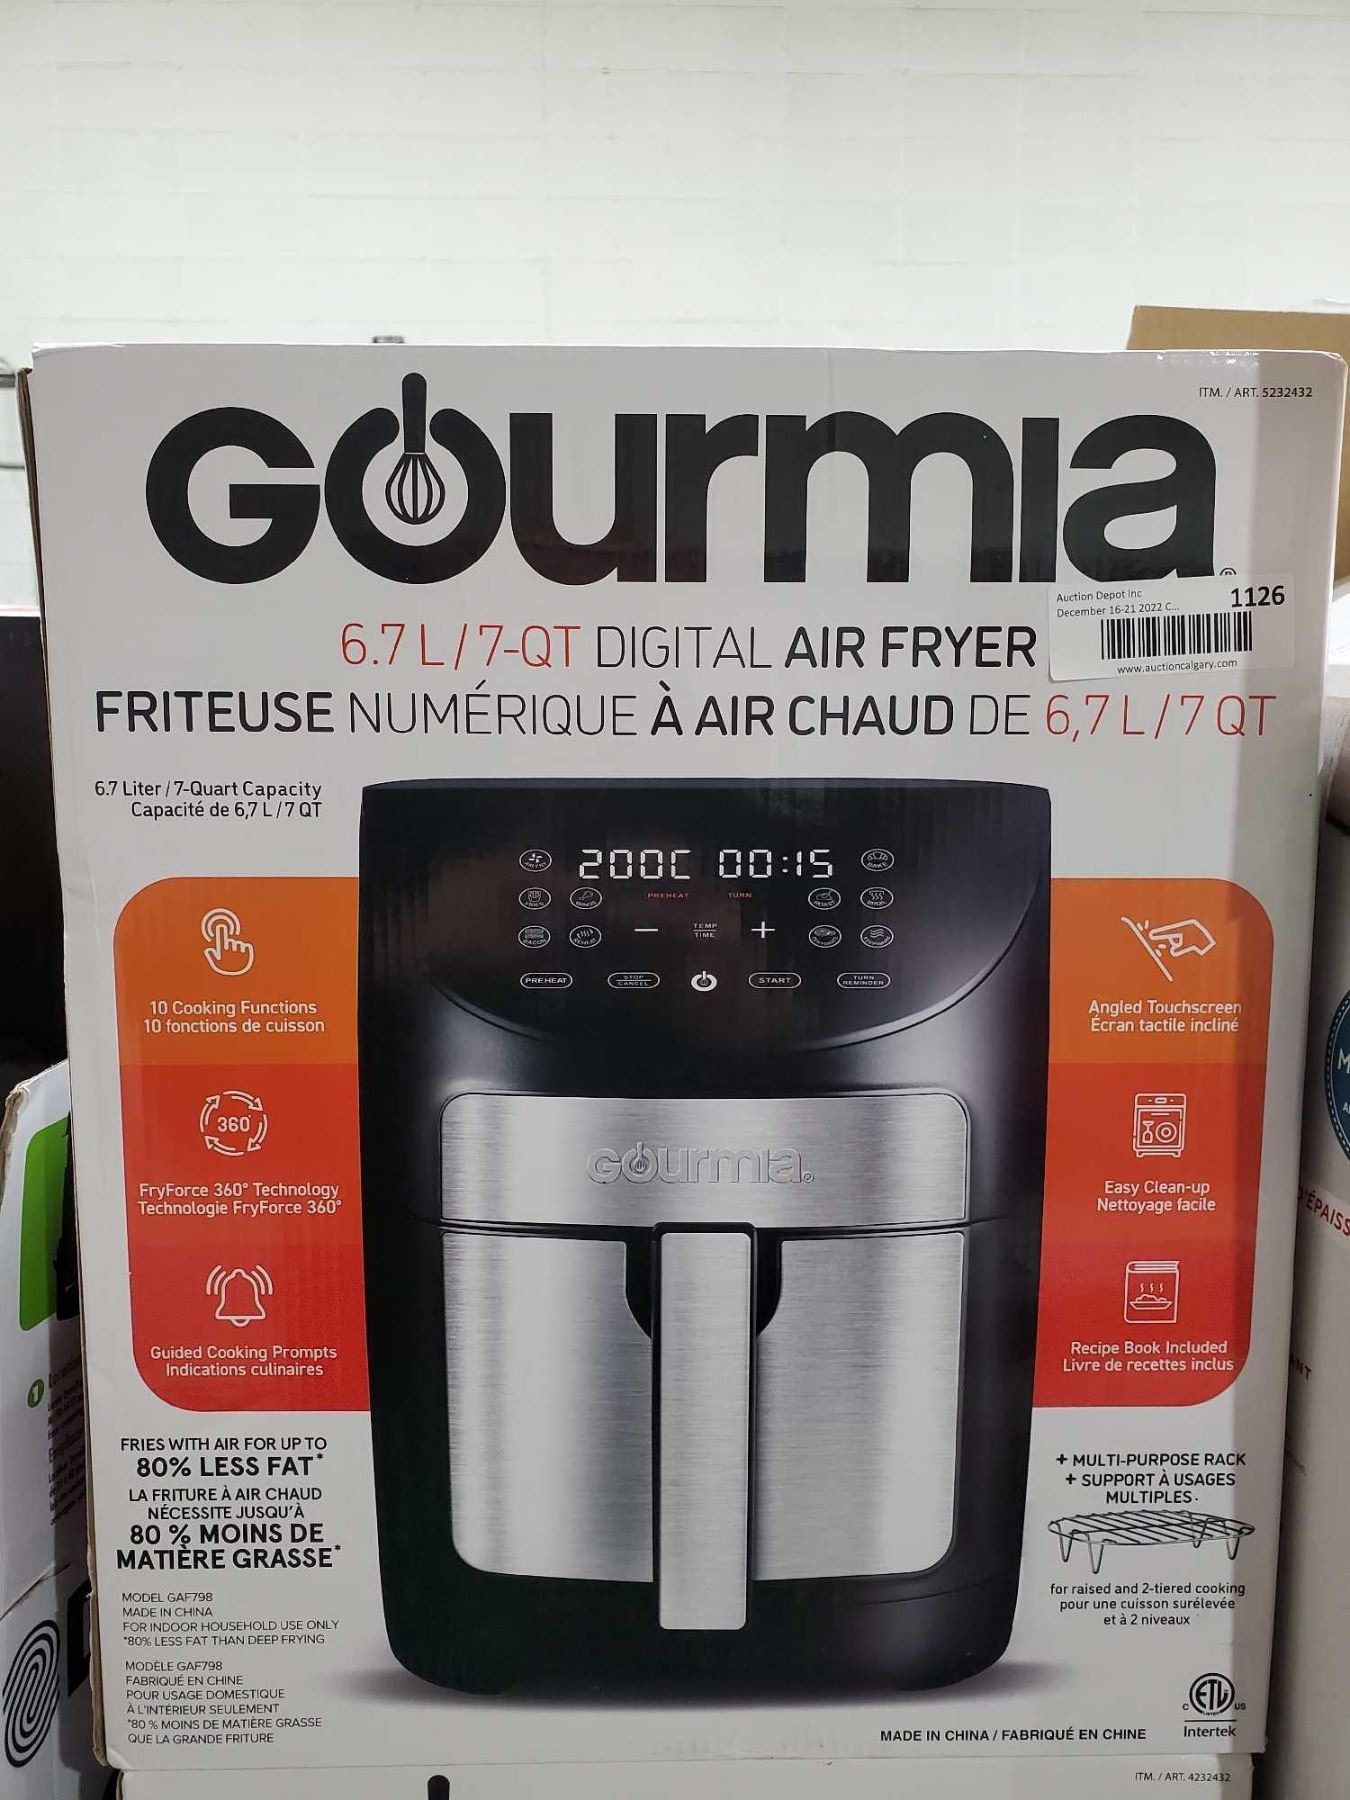 ITM. / ART. 5232432
GOurmia®
Auction Depot Inc
1126
December 16-21 2022 C...
www.auctioncalgary.com
6.7 L / 7-QT DIGITAL AIR FRYER
FRITEUSE NUMÉRIQUE À AIR CHAUD DE 6,7 L / 7 QT
6.7 Liter / 7-Quart Capacity
Capacité de 6,7 L / 7 QT
200C 00:15
PREHEAT TURN
TEMP
TIME
PREHEAT
STOP
CANCEL
START
TURN
REMINDER
10 Cooking Functions
10 fonctions de cuisson
360°
FryForce 360° Technology
Technologie FryForce 360°
Guided Cooking Prompts
Indications culinaires
GOurmia®
Angled Touchscreen
Écran tactile incliné
Easy Clean-up
Nettoyage facile
Recipe Book Included
Livre de recettes inclus
FRIES WITH AIR FOR UP TO
80% LESS FAT*
LA FRITURE À AIR CHAUD
NÉCESSITE JUSQU'À
80 % MOINS DE
MATIÈRE GRASSE*
MODEL GAF798
MADE IN CHINA
FOR INDOOR HOUSEHOLD USE ONLY
*80% LESS FAT THAN DEEP FRYING
MODÈLE GAF798
FABRIQUÉ EN CHINE
POUR USAGE DOMESTIQUE
À L'INTÉRIEUR SEULEMENT
*80 % MOINS DE MATIÈRE GRASSE
QUE LA GRANDE FRITURE
+ MULTI-PURPOSE RACK
+ SUPPORT À USAGES
MULTIPLES
for raised and 2-tiered cooking
pour une cuisson surélevée
et à 2 niveaux
C ETL US
LISTED
Intertek
MADE IN CHINA / FABRIQUÉ EN CHINE
ITM. / ART. 4232432